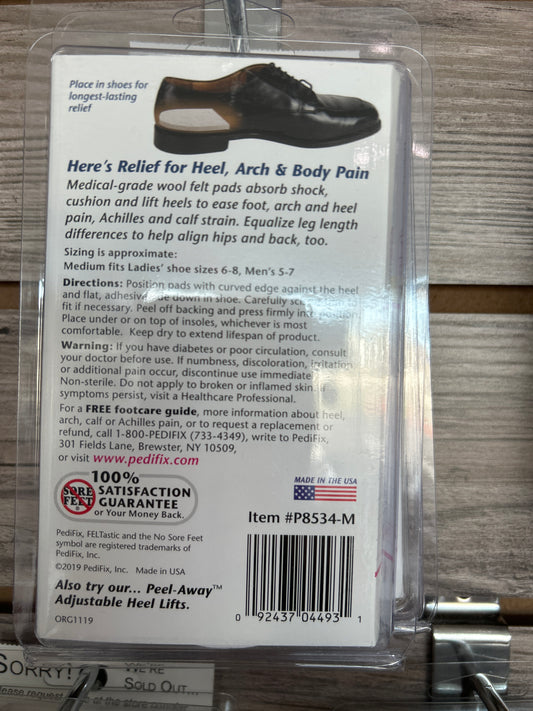 Place in shoes for
longest-lasting
relief
Here's Relief for Heel, Arch & Body Pain
Medical-grade wool felt pads absorb shock,
cushion and lift heels to ease foot, arch and heel
pain, Achilles and calf strain. Equalize leg length
differences to help align hips and back, too.
Sizing is approximate:
Medium fits Ladies' shoe sizes 6-8, Men's 5-7
Directions: Position pads with curved edge against the heel
and flat, adhesive side down in shoe. Carefully
fit if necessary. Peel off backing and press firmly into position.
Place under or on top of insoles, whichever is most
comfortable. Keep dry to extend lifespan of product.
Warning: If you have diabetes or poor circulation, consult
your doctor before use. If numbness, discoloration, irritation
or additional pain occur, discontinue use immediately.
Non-sterile. Do not apply to broken or inflamed skin. If
symptoms persist, visit a Healthcare Professional.
For a FREE footcare guide, more information about heel,
arch, calf or Achilles pain, or to request a replacement or
refund, call 1-800-PEDIFIX (733-4349), write to PediFix,
301 Fields Lane, Brewster, NY 10509,
or visit www.pedifix.com
SORE
FEET
100%
SATISFACTION
GUARANTEE
or Your Money Back.
MADE IN THE USA
Item #P8534-M
PediFix, FELTastic and the No Sore Feet
symbol are registered trademarks of
PediFix, Inc.
©2019 PediFix, Inc. Made in USA
Also try our... Peel-Away™
Adjustable Heel Lifts.
ORG1119
0 92437 04493 1
SORRY!
WE'RE
SOLD OUT...
Please request
at the store